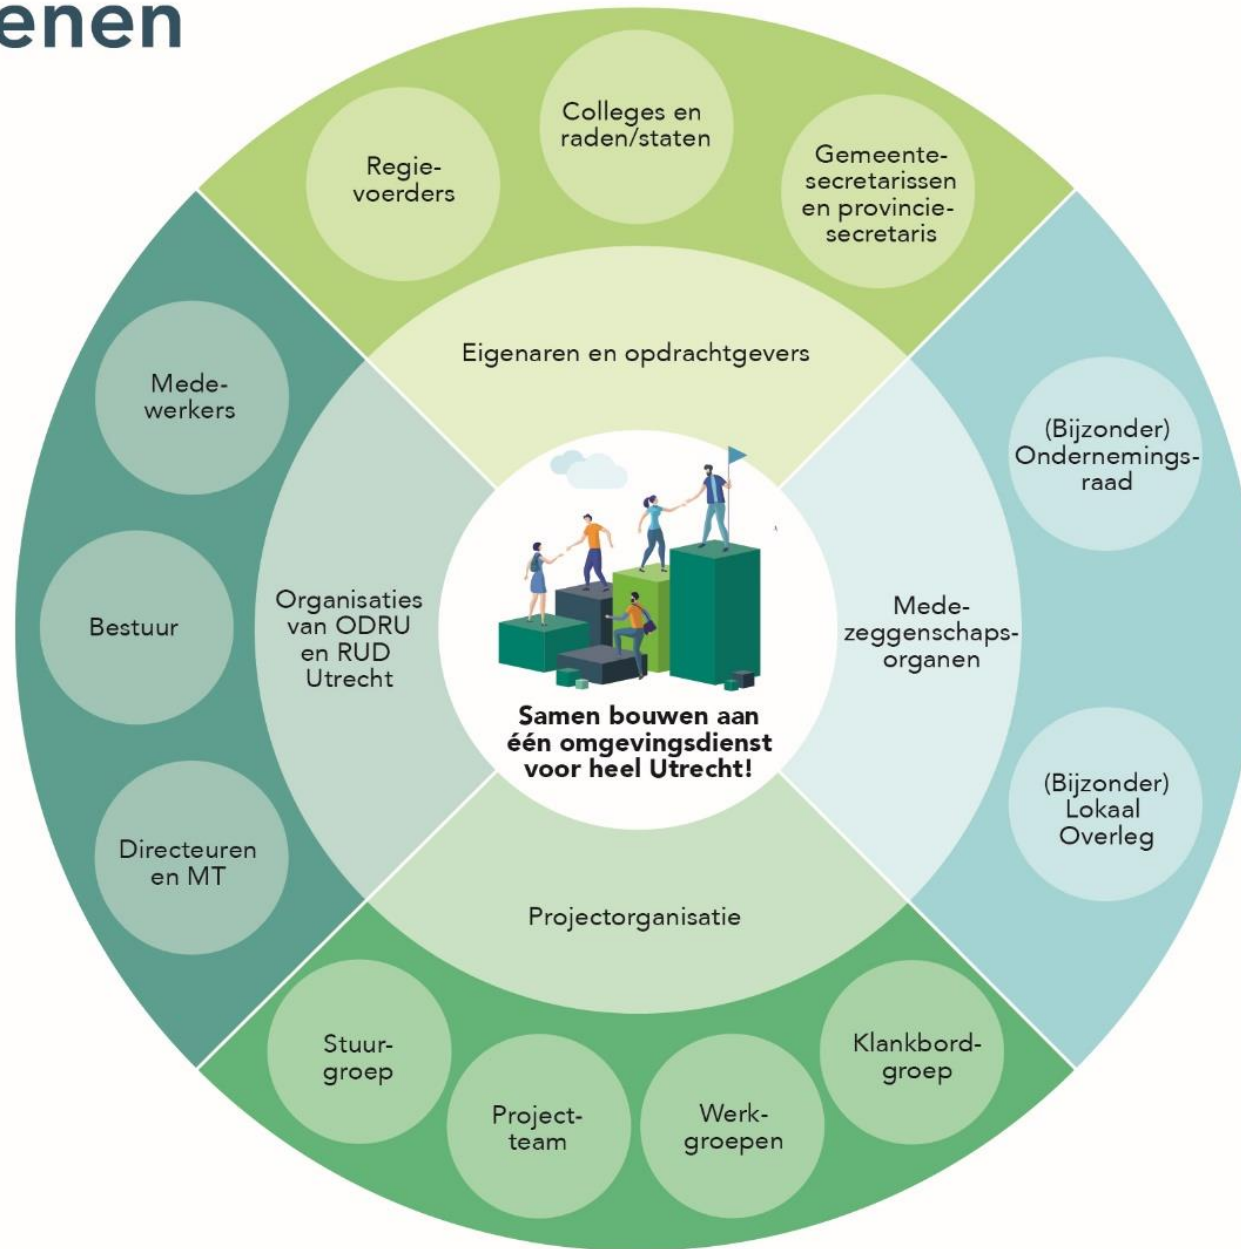 enen
Colleges en
raden/staten
Regie-
voerders
Gemeente-
secretarissen
en provincie-
secretaris
Eigenaren en opdrachtgevers
Mede-
werkers
Bestuur
Directeuren
en MT
Organisaties
van ODRU
en RUD
Utrecht
Samen bouwen aan
één omgevingsdienst
voor heel Utrecht!
Mede-
zeggenschaps-
organen
(Bijzonder)
Ondernemings-
raad
(Bijzonder)
Lokaal
Overleg
Projectorganisatie
Stuur-
groep
Project-
team
Werk-
groepen
Klankbord-
groep